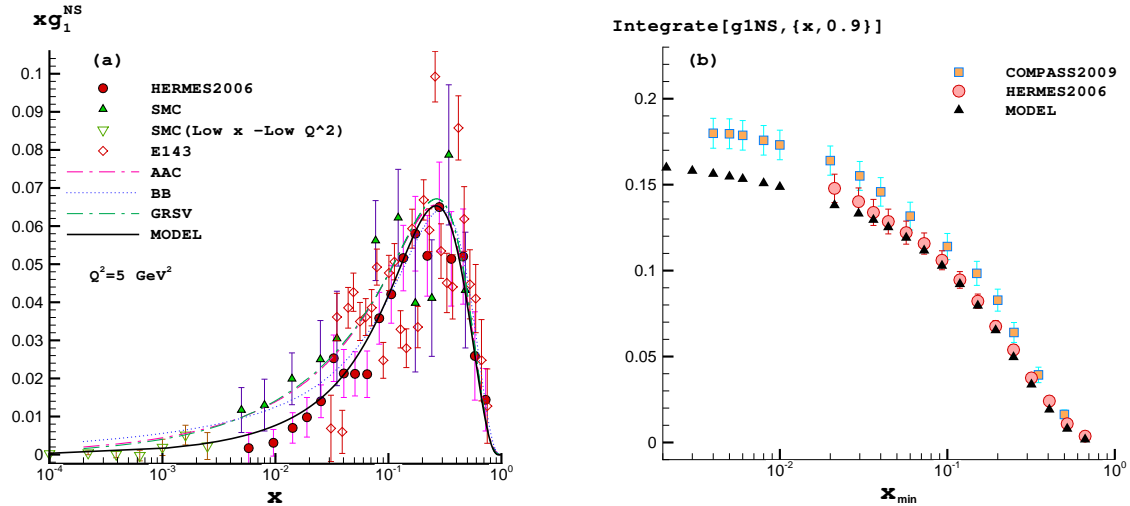 xg₁ᴺˢ
(a)
HERMES2006
SMC
SMC(Low x −Low Q^2)
E143
AAC
BB
GRSV
MODEL
Q²=5 GeV²
0.1
0.09
0.08
0.07
0.06
0.05
0.04
0.03
0.02
0.01
0
10⁻⁴ 10⁻³ 10⁻² 10⁻¹ 10⁰
x
Integrate[g1NS,{x,0.9}]
(b)
COMPASS2009
HERMES2006
MODEL
0.2
0.15
0.1
0.05
0
10⁻² 10⁻¹ 10⁰
x_min